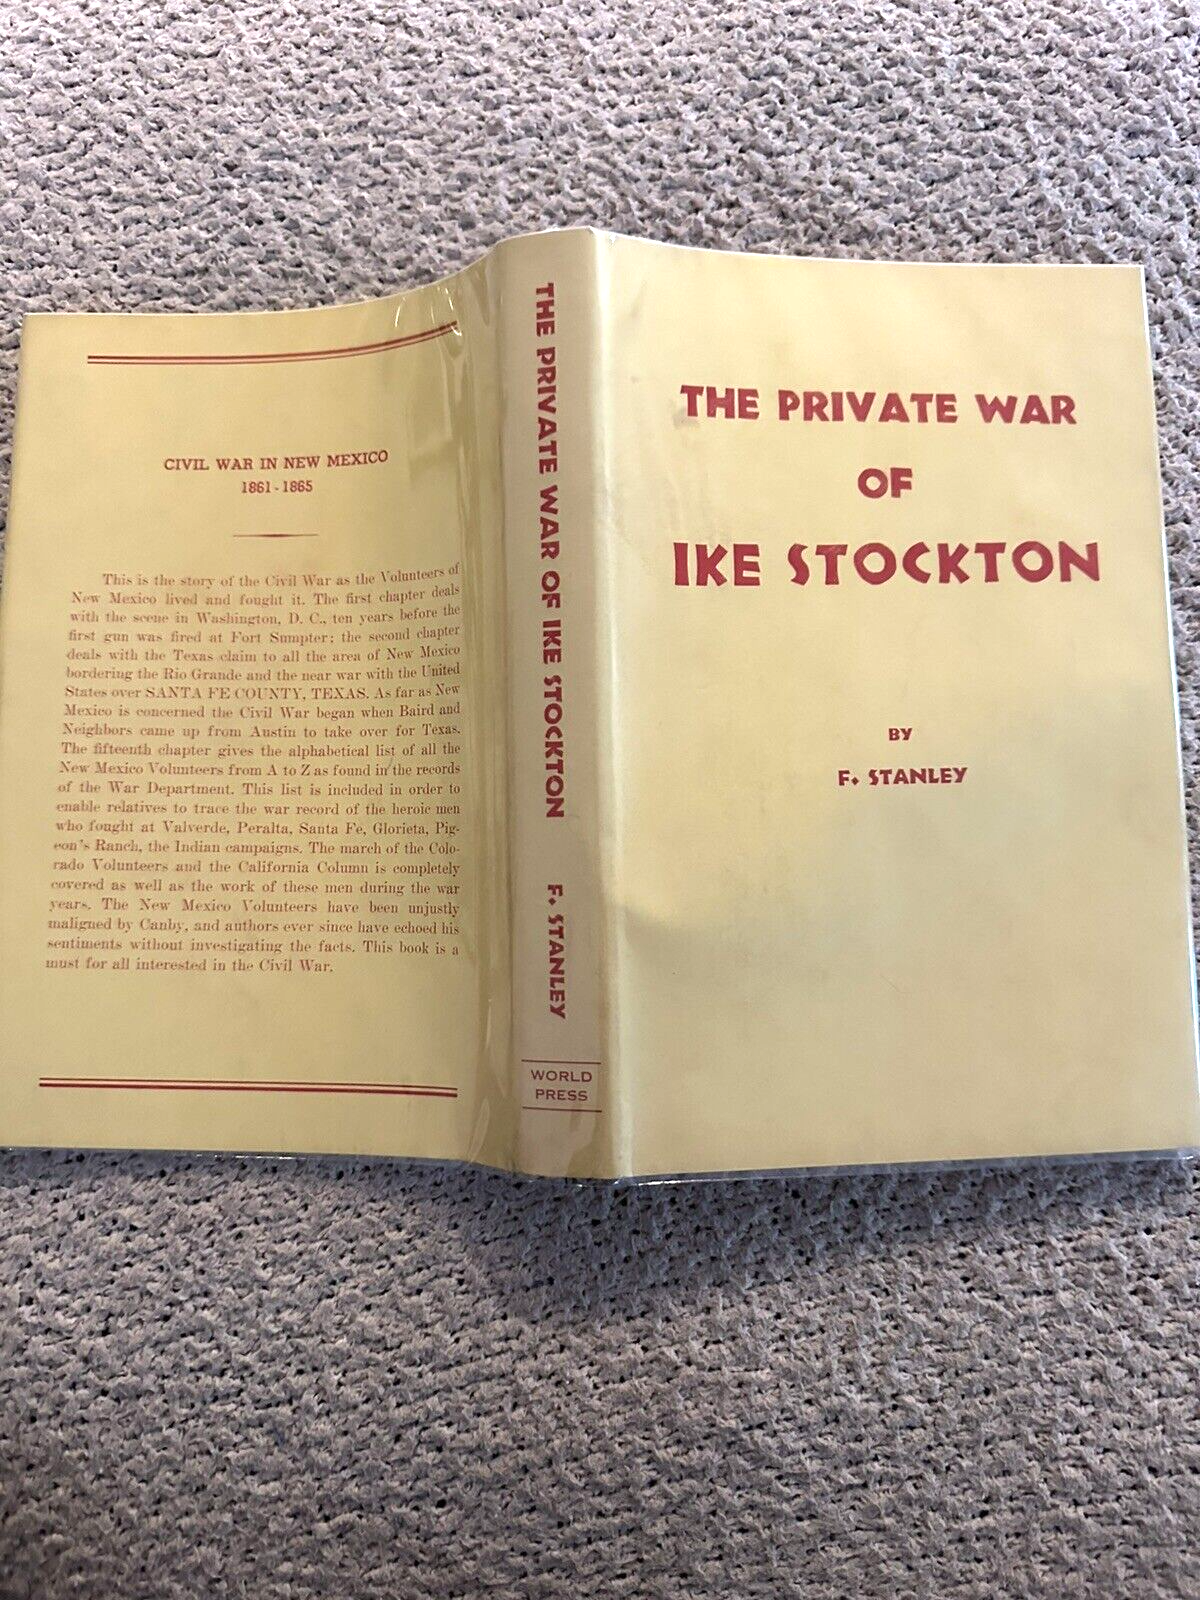 CIVIL WAR IN NEW MEXICO
1861 - 1865
This is the story of the Civil War as the Volunteers of
New Mexico lived and fought it. The first chapter deals
with the scene in Washington, D. C., ten years before the
first gun was fired at Fort Sumpter; the second chapter
deals with the Texas claim to all the area of New Mexico
bordering the Rio Grande and the near war with the United
States over SANTA FE COUNTY, TEXAS. As far as New
Mexico is concerned the Civil War began when Baird and
Neighbors came up from Austin to take over for Texas.
The fifteenth chapter gives the alphabetical list of all the
New Mexico Volunteers from A to Z as found in the records
of the War Department. This list is included in order to
enable relatives to trace the war record of the heroic men
who fought at Valverde, Peralta, Santa Fe, Glorieta, Pig-
eon's Ranch, the Indian campaigns. The march of the Colo-
rado Volunteers and the California Column is completely
covered as well as the work of these men during the war
years. The New Mexico Volunteers have been unjustly
maligned by Canby, and authors ever since have echoed his
sentiments without investigating the facts. This book is a
must for all interested in the Civil War.
THE PRIVATE WAR OF IKE STOCKTON F. STANLEY
WORLD
PRESS
THE PRIVATE WAR
OF
IKE STOCKTON
BY
F. STANLEY